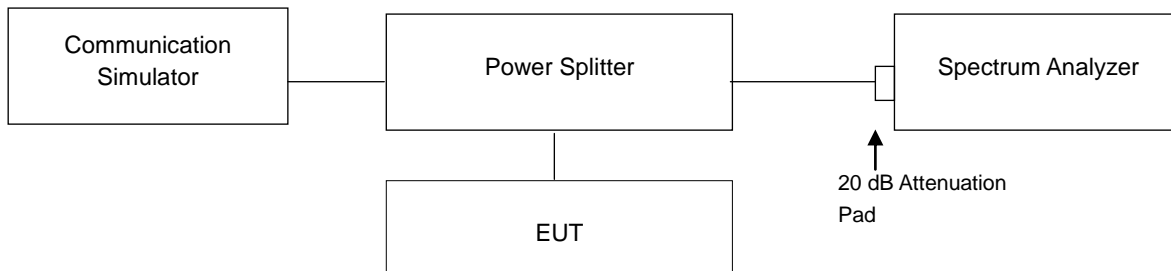 Communication
Simulator
Power Splitter
Spectrum Analyzer
20 dB Attenuation
Pad
EUT